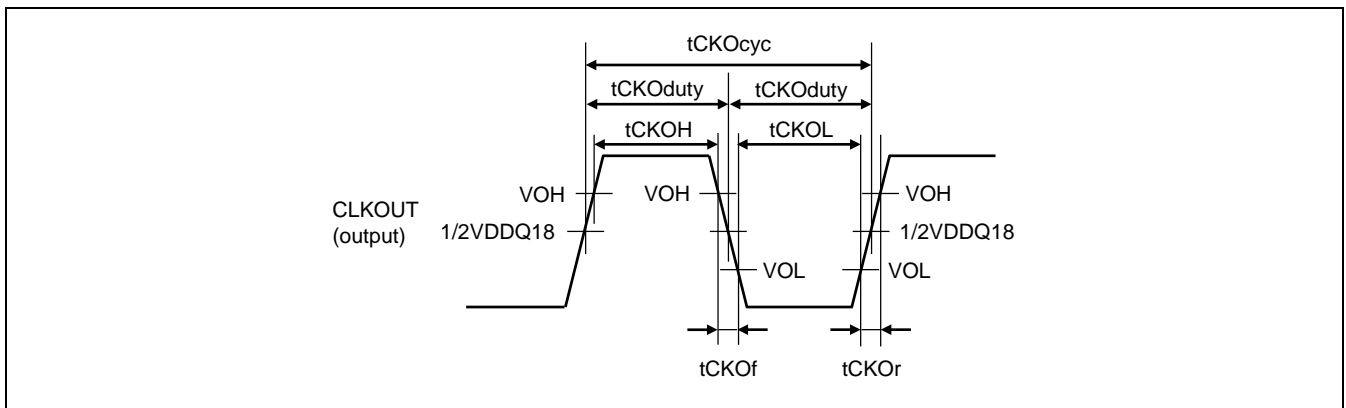 tCKOcyc
tCKOduty tCKOduty
tCKOH tCKOL
VOH VOH VOH
CLKOUT
(output)
1/2VDDQ18 1/2VDDQ18
VOL VOL
tCKOf tCKOr